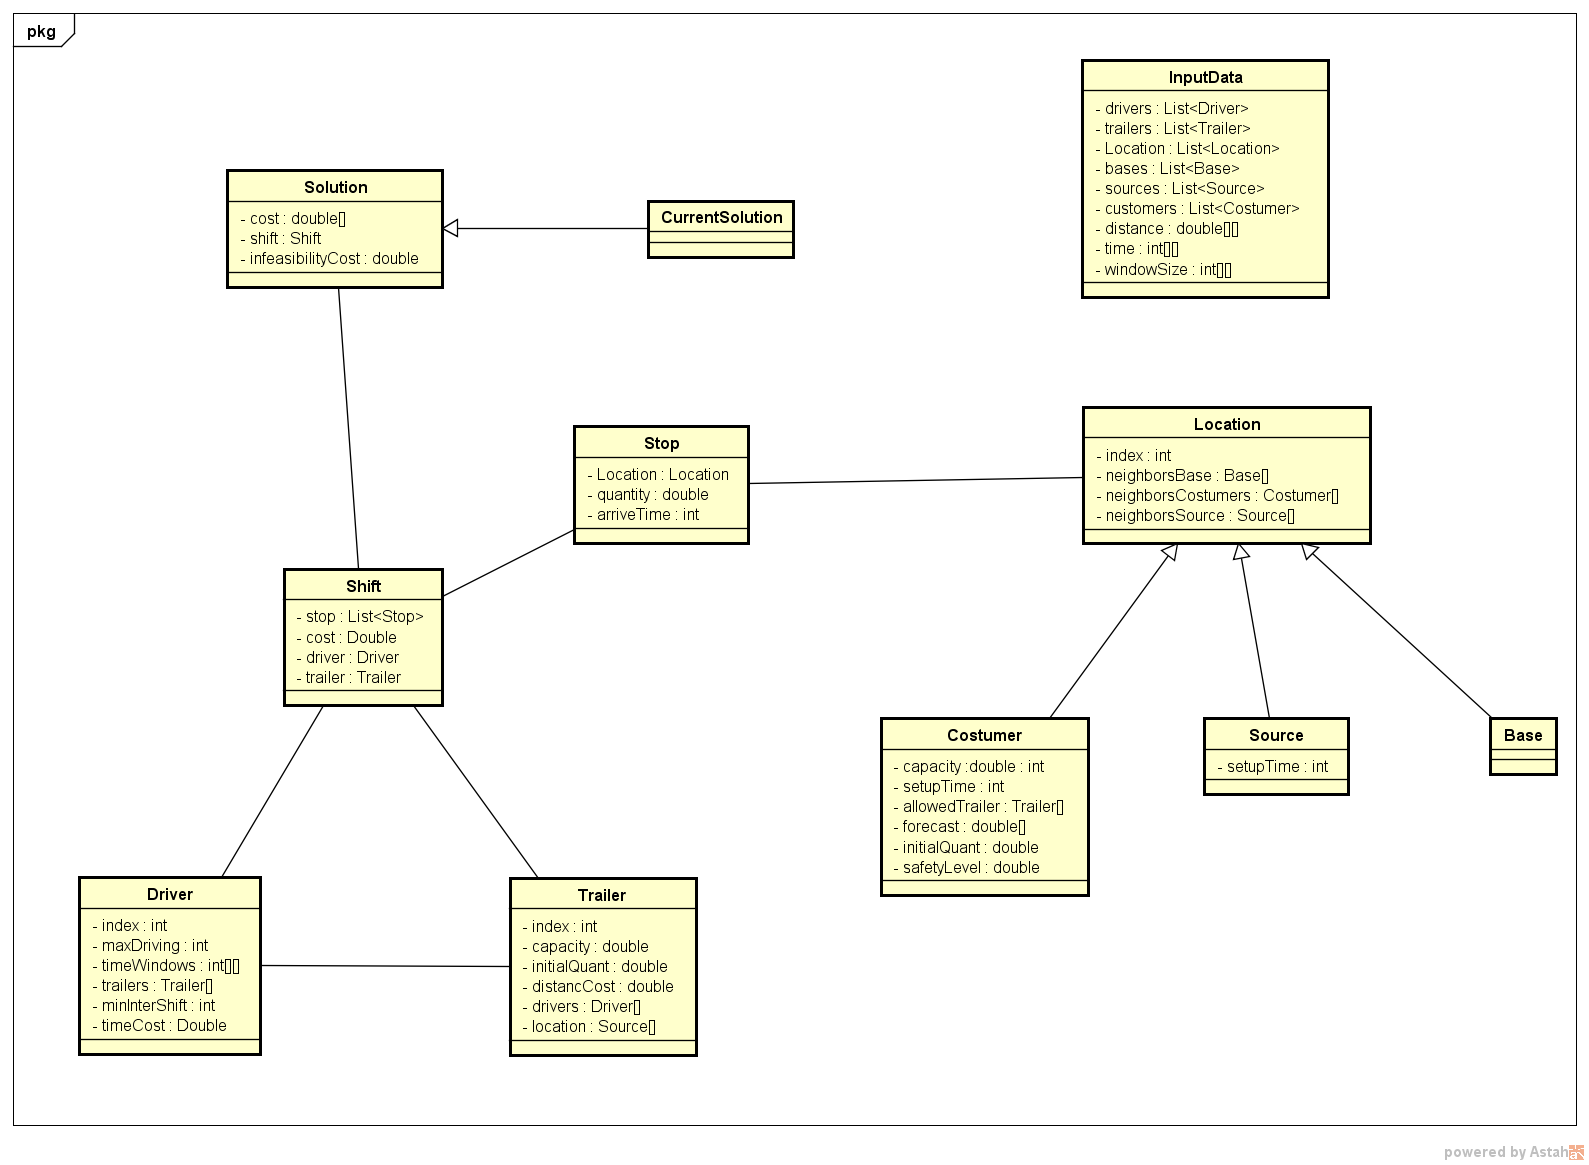 pkg
InputData
- drivers : List<Driver>
- trailers : List<Trailer>
- Location : List<Location>
- bases : List<Base>
- sources : List<Source>
- customers : List<Costumer>
- distance : double[][]
- time : int[][]
- windowSize : int[][]
Solution
- cost : double[]
- shift : Shift
- infeasibilityCost : double
CurrentSolution
Stop
- Location : Location
- quantity : double
- arriveTime : int
Location
- index : int
- neighborsBase : Base[]
- neighborsCostumers : Costumer[]
- neighborsSource : Source[]
Shift
- stop : List<Stop>
- cost : Double
- driver : Driver
- trailer : Trailer
Costumer
- capacity :double : int
- setupTime : int
- allowedTrailer : Trailer[]
- forecast : double[]
- initialQuant : double
- safetyLevel : double
Source
- setupTime : int
Base
Driver
- index : int
- maxDriving : int
- timeWindows : int[][]
- trailers : Trailer[]
- minInterShift : int
- timeCost : Double
Trailer
- index : int
- capacity : double
- initialQuant : double
- distancCost : double
- drivers : Driver[]
- location : Source[]
powered by Astah